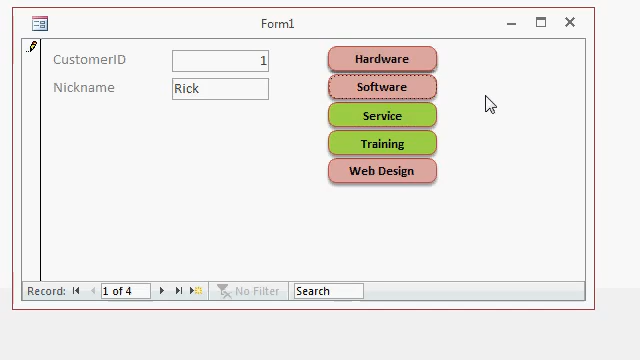 Form1
CustomerID 1
Nickname Rick
Hardware
Software
Service
Training
Web Design
Record: 1 of 4 No Filter Search